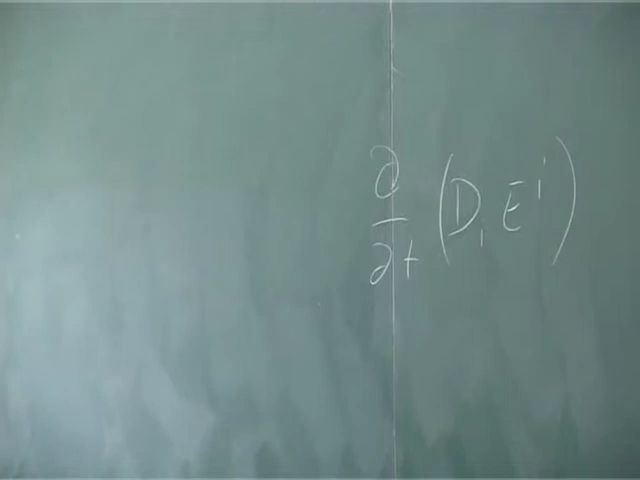 ∂/∂t (D_i E^i)